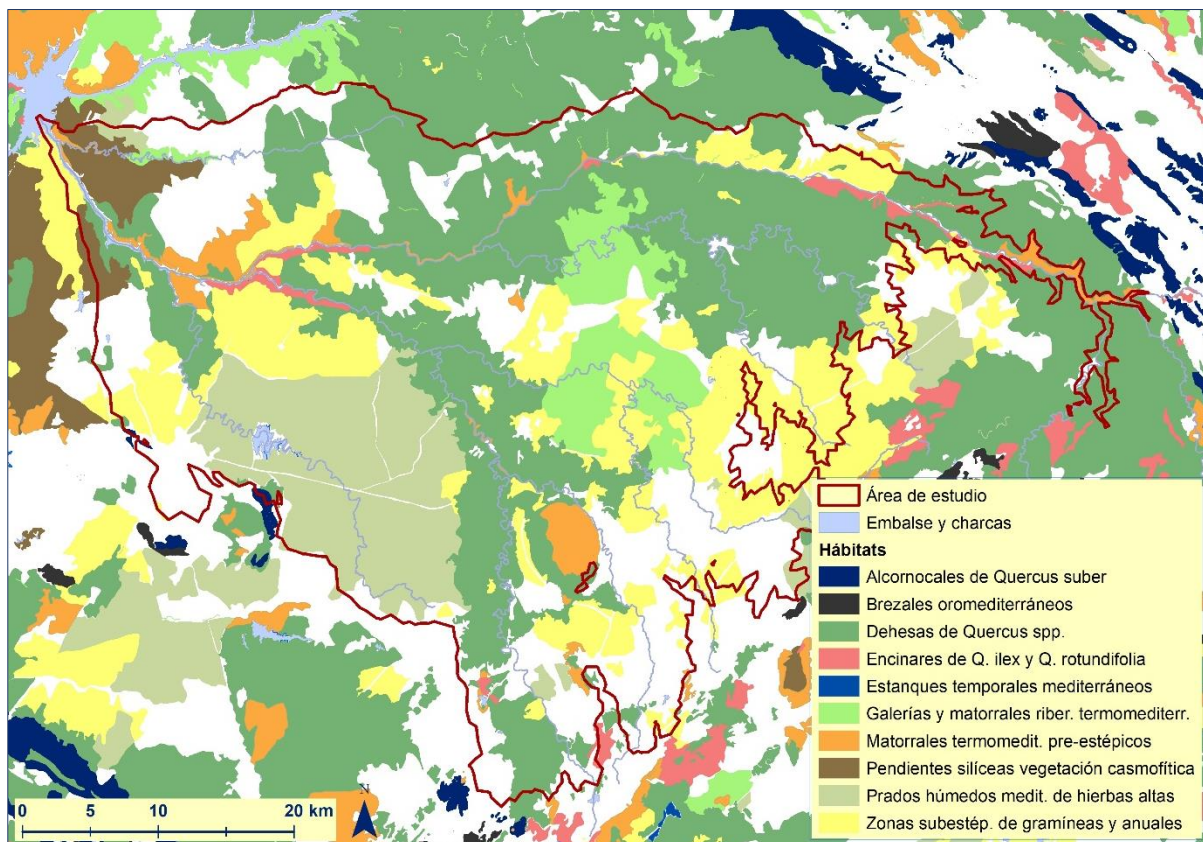 Área de estudio
Embalse y charcas
Hábitats
Alcornocales de Quercus suber
Brezales oromediterráneos
Dehesas de Quercus spp.
Encinares de Q. ilex y Q. rotundifolia
Estanques temporales mediterráneos
Galerías y matorrales riber. termomediterr.
Matorrales termomedit. pre-estépicos
Pendientes silíceas vegetación casmofítica
Prados húmedos medit. de hierbas altas
Zonas subestép. de gramíneas y anuales
N
0 5 10 20 km